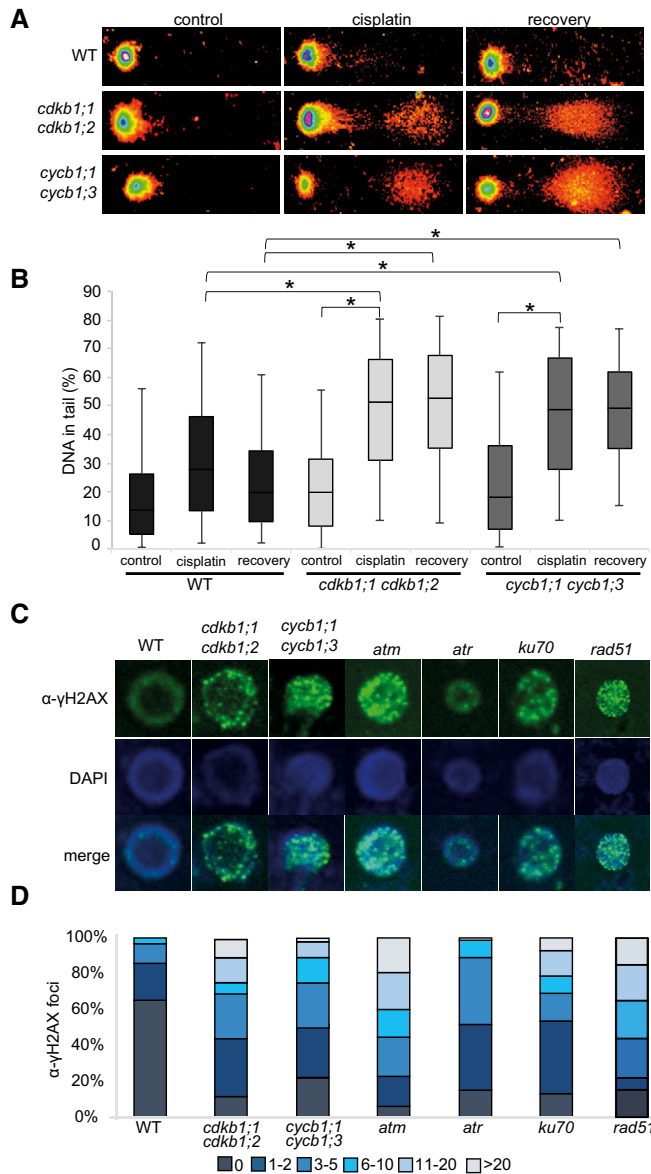 A
control cisplatin recovery
WT
cdkb1;1
cdkb1;2
cycb1;1
cycb1;3
B
* * * * * *
DNA in tail (%)
90
80
70
60
50
40
30
20
10
0
control cisplatin recovery control cisplatin recovery control cisplatin recovery
WT cdkb1;1 cdkb1;2 cycb1;1 cycb1;3
C
WT cdkb1;1 cycb1;1 atm atr ku70 rad51
cdkb1;2 cycb1;3
α-γH2AX
DAPI
merge
D
α-γH2AX foci
100%
80%
60%
40%
20%
0%
WT cdkb1;1 cycb1;1 atm atr ku70 rad51
cdkb1;2 cycb1;3
0 1-2 3-5 6-10 11-20 >20